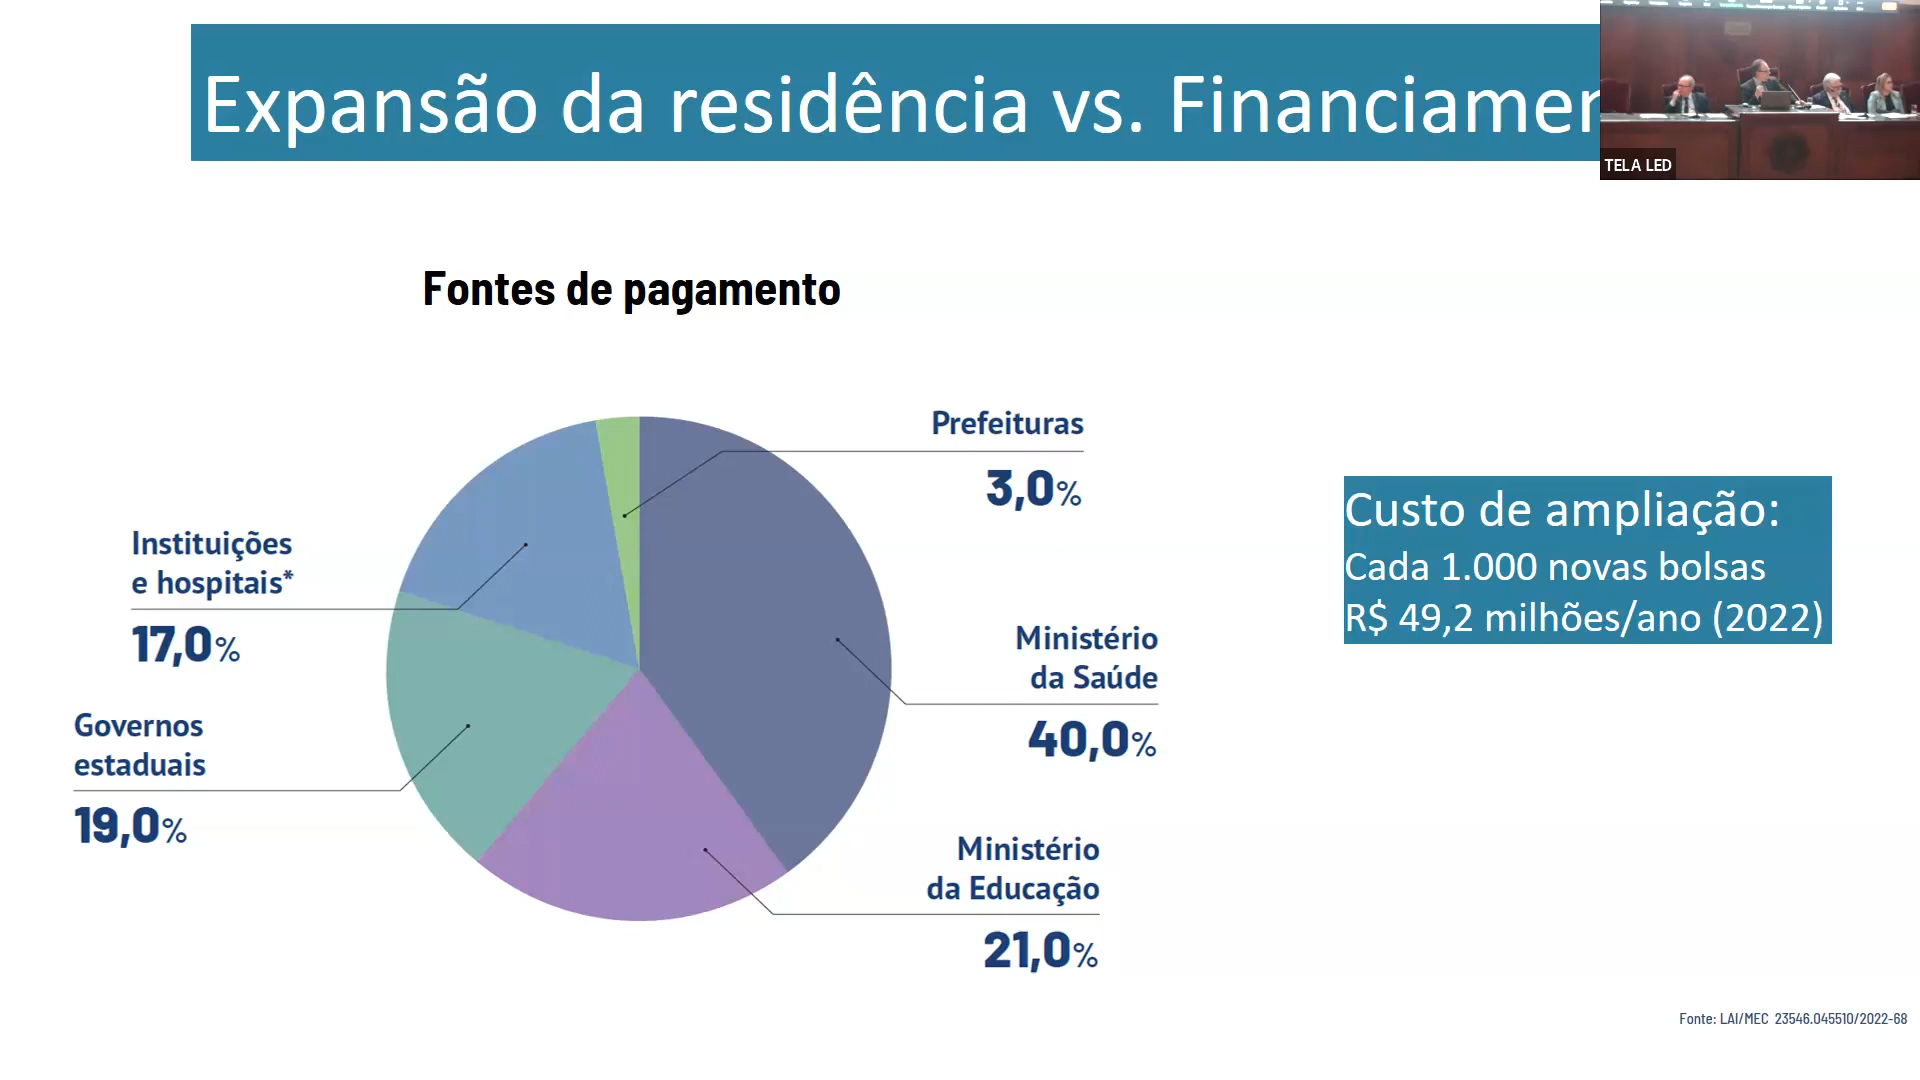 Expansão da residência vs. Financiamen
TELA LED
Fontes de pagamento
Prefeituras
3,0%
Instituições
e hospitais*
17,0%
Custo de ampliação:
Cada 1.000 novas bolsas
R$ 49,2 milhões/ano (2022)
Ministério
da Saúde
40,0%
Governos
estaduais
19,0%
Ministério
da Educação
21,0%
Fonte: LAI/MEC 23546.045510/2022-68